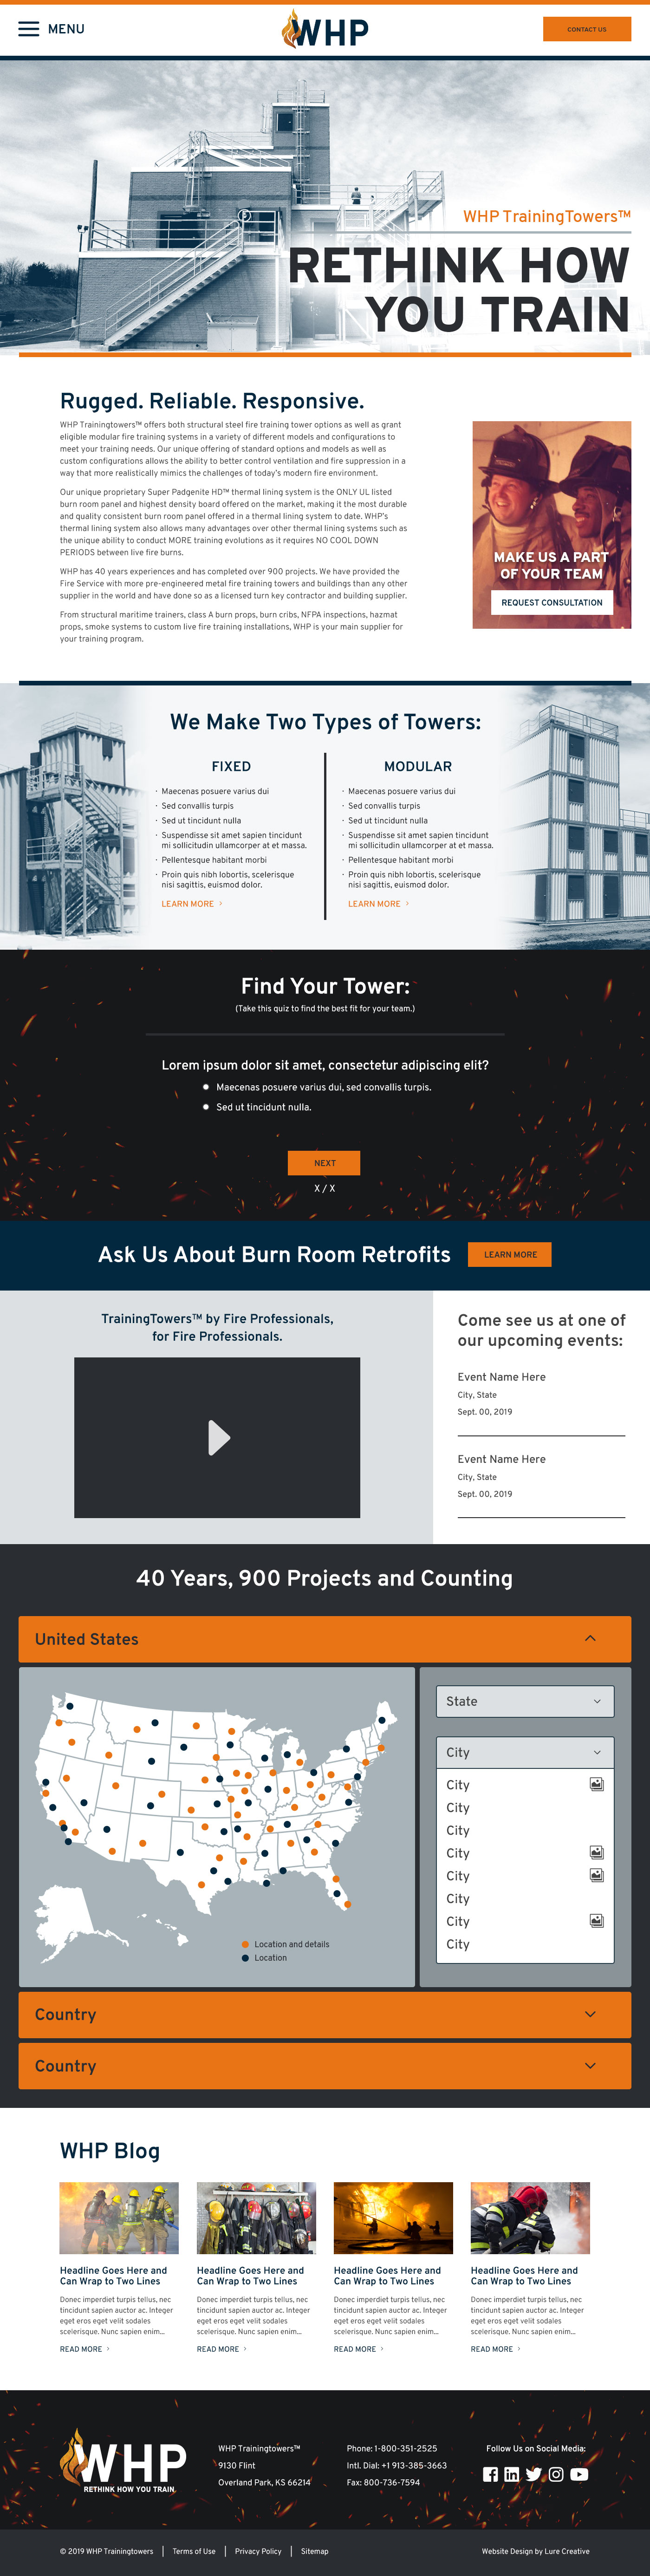 MENU
WHP
CONTACT US
WHP TrainingTowers™
RETHINK HOW
YOU TRAIN
Rugged. Reliable. Responsive.
WHP Trainingtowers™ offers both structural steel fire training tower options as well as grant
eligible modular fire training systems in a variety of different models and configurations to
meet your training needs. Our unique offering of standard options and models as well as
custom configurations allows the ability to better control ventilation and fire suppression in a
way that more realistically mimics the challenges of today's modern fire environment.
Our unique proprietary Super Padgenite HD™ thermal lining system is the ONLY UL listed
burn room panel and highest density board offered on the market, making it the most durable
and quality consistent burn room panel offered in a thermal lining system to date. WHP's
thermal lining system also allows many advantages over other thermal lining systems such as
the unique ability to conduct MORE training evolutions as it requires NO COOL DOWN
PERIODS between live fire burns.
WHP has 40 years experiences and has completed over 900 projects. We have provided the
Fire Service with more pre-engineered metal fire training towers and buildings than any other
supplier in the world and have done so as a licensed turn key contractor and building supplier.
From structural maritime trainers, class A burn props, burn cribs, NFPA inspections, hazmat
props, smoke systems to custom live fire training installations, WHP is your main supplier for
your training program.
MAKE US A PART
OF YOUR TEAM
REQUEST CONSULTATION
We Make Two Types of Towers:
FIXED
· Maecenas posuere varius dui
· Sed convallis turpis
· Sed ut tincidunt nulla
· Suspendisse sit amet sapien tincidunt
mi sollicitudin ullamcorper at et massa.
· Pellentesque habitant morbi
· Proin quis nibh lobortis, scelerisque
nisi sagittis, euismod dolor.
LEARN MORE >
MODULAR
· Maecenas posuere varius dui
· Sed convallis turpis
· Sed ut tincidunt nulla
· Suspendisse sit amet sapien tincidunt
mi sollicitudin ullamcorper at et massa.
· Pellentesque habitant morbi
· Proin quis nibh lobortis, scelerisque
nisi sagittis, euismod dolor.
LEARN MORE >
Find Your Tower:
(Take this quiz to find the best fit for your team.)
Lorem ipsum dolor sit amet, consectetur adipiscing elit?
Maecenas posuere varius dui, sed convallis turpis.
Sed ut tincidunt nulla.
NEXT
X / X
Ask Us About Burn Room Retrofits
LEARN MORE
TrainingTowers™ by Fire Professionals,
for Fire Professionals.
Come see us at one of
our upcoming events:
Event Name Here
City, State
Sept. 00, 2019
Event Name Here
City, State
Sept. 00, 2019
40 Years, 900 Projects and Counting
United States
Location and details
Location
State
City
City
City
City
City
City
City
City
City
Country
Country
WHP Blog
Headline Goes Here and
Can Wrap to Two Lines
Donec imperdiet turpis tellus, nec
tincidunt sapien auctor ac. Integer
eget eros eget velit sodales
scelerisque. Nunc sapien enim...
READ MORE >
Headline Goes Here and
Can Wrap to Two Lines
Donec imperdiet turpis tellus, nec
tincidunt sapien auctor ac. Integer
eget eros eget velit sodales
scelerisque. Nunc sapien enim...
READ MORE >
Headline Goes Here and
Can Wrap to Two Lines
Donec imperdiet turpis tellus, nec
tincidunt sapien auctor ac. Integer
eget eros eget velit sodales
scelerisque. Nunc sapien enim...
READ MORE >
Headline Goes Here and
Can Wrap to Two Lines
Donec imperdiet turpis tellus, nec
tincidunt sapien auctor ac. Integer
eget eros eget velit sodales
scelerisque. Nunc sapien enim...
READ MORE >
WHP
RETHINK HOW YOU TRAIN.
WHP Trainingtowers™
9130 Flint
Overland Park, KS 66214
Phone: 1-800-351-2525
Intl. Dial: +1 913-385-3663
Fax: 800-736-7594
Follow Us on Social Media:
© 2019 WHP Trainingtowers | Terms of Use | Privacy Policy | Sitemap
Website Design by Lure Creative